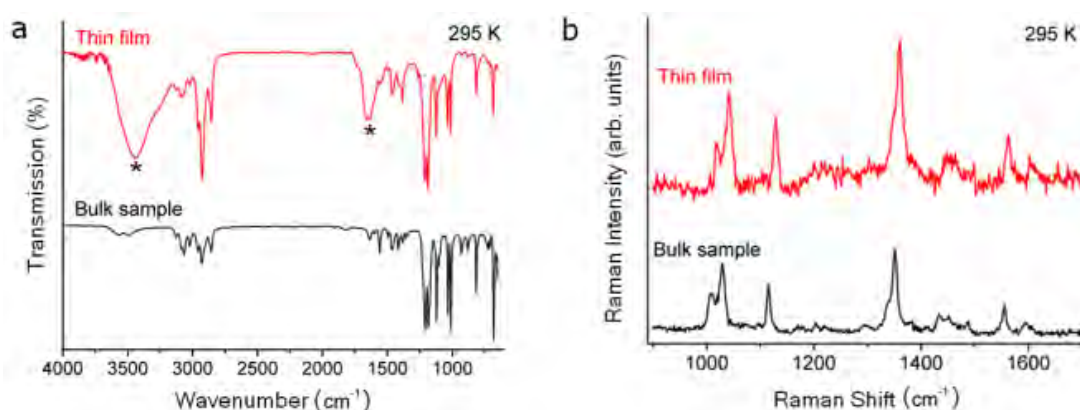 a
Thin film
295 K
*
*
Bulk sample
Transmission (%)
4000 3500 3000 2500 2000 1500 1000
Wavenumber (cm⁻¹)
b
295 K
Thin film
Bulk sample
Raman Intensity (arb. units)
1000 1200 1400 1600
Raman Shift (cm⁻¹)